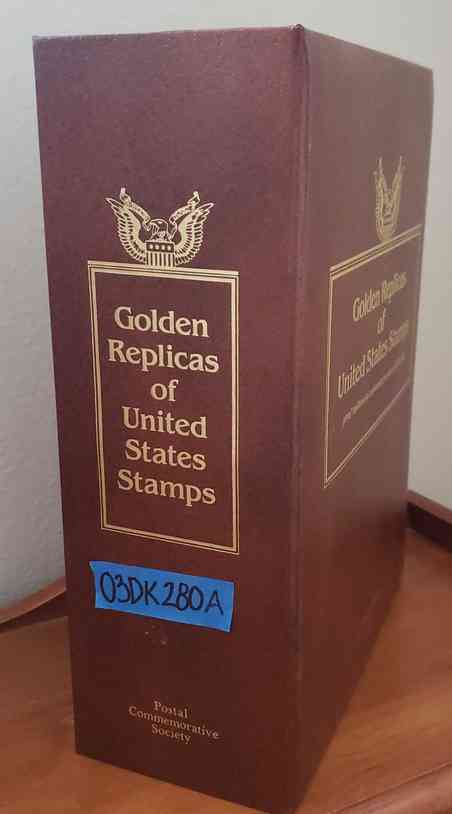 Golden
Replicas
of
United
States
Stamps
03DK280A
Postal
Commemorative
Society
Golden Replicas
of
United States Stamps